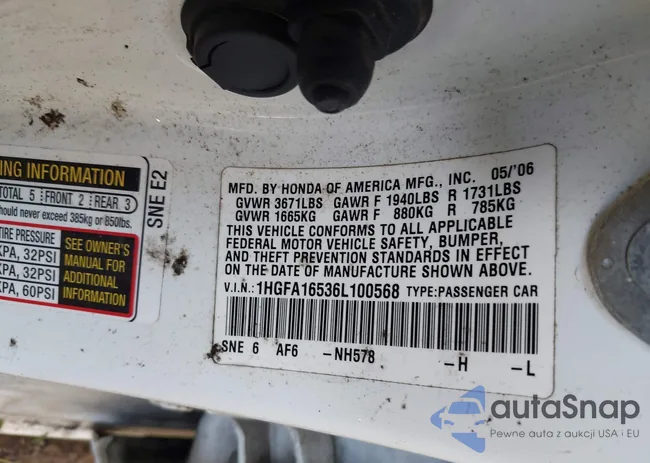 ING INFORMATION
TOTAL 5 FRONT 2 REAR 3
should never exceed 385kg or 850lbs.
TIRE PRESSURE
KPA, 32PSI
KPA, 32PSI
KPA, 60PSI
SEE OWNER'S
MANUAL FOR
ADDITIONAL
INFORMATION
SNE E2
MFD. BY HONDA OF AMERICA MFG., INC. 05/'06
GVWR 3671LBS GAWR F 1940LBS R 1731LBS
GVWR 1665KG GAWR F 880KG R 785KG
THIS VEHICLE CONFORMS TO ALL APPLICABLE
FEDERAL MOTOR VEHICLE SAFETY, BUMPER,
AND THEFT PREVENTION STANDARDS IN EFFECT
ON THE DATE OF MANUFACTURE SHOWN ABOVE.
V.I.N.: 1HGFA16536L100568 TYPE:PASSENGER CAR
SNE 6 AF6 -NH578 -H -L
autaSnap
Pewne auta z aukcji USA i EU